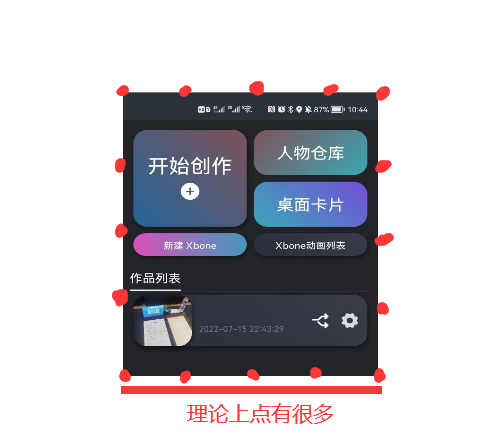 87% 10:44
开始创作
人物仓库
桌面卡片
新建 Xbone
Xbone动画列表
作品列表
2022-07-15 22:43:29
理论上点有很多